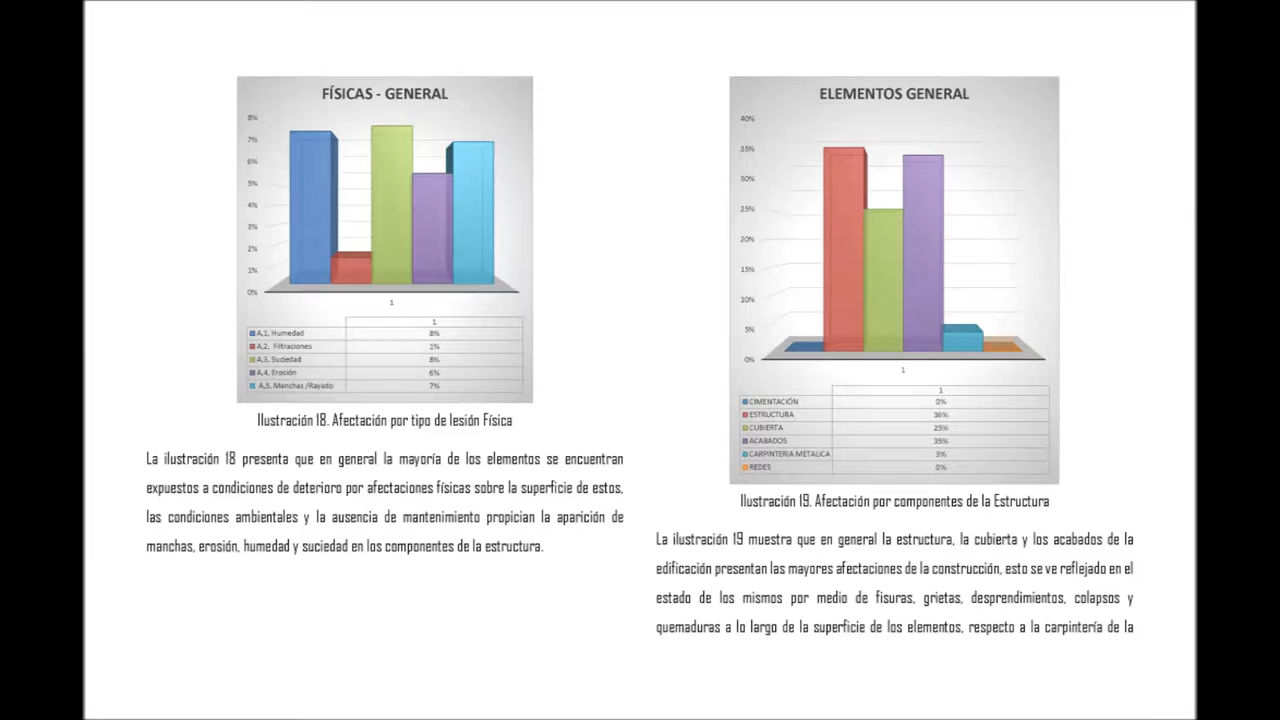 FÍSICAS - GENERAL
8%
7%
6%
5%
4%
3%
2%
1%
0%
1
1
A,1, Humedad 8%
A,2, Filtraciones 1%
A,3, Suciedad 8%
A,4, Erosión 6%
A,5, Manchas /Rayado 7%
Ilustración 18. Afectación por tipo de lesión Física
La ilustración 18 presenta que en general la mayoría de los elementos se encuentran
expuestos a condiciones de deterioro por afectaciones físicas sobre la superficie de estos,
las condiciones ambientales y la ausencia de mantenimiento propician la aparición de
manchas, erosión, humedad y suciedad en los componentes de la estructura.
ELEMENTOS GENERAL
40%
35%
30%
25%
20%
15%
10%
5%
0%
1
1
CIMENTACIÓN 0%
ESTRUCTURA 36%
CUBIERTA 25%
ACABADOS 35%
CARPINTERIA METALICA 3%
REDES 0%
Ilustración 19. Afectación por componentes de la Estructura
La ilustración 19 muestra que en general la estructura, la cubierta y los acabados de la
edificación presentan las mayores afectaciones de la construcción, esto se ve reflejado en el
estado de los mismos por medio de fisuras, grietas, desprendimientos, colapsos y
quemaduras a lo largo de la superficie de los elementos, respecto a la carpintería de la